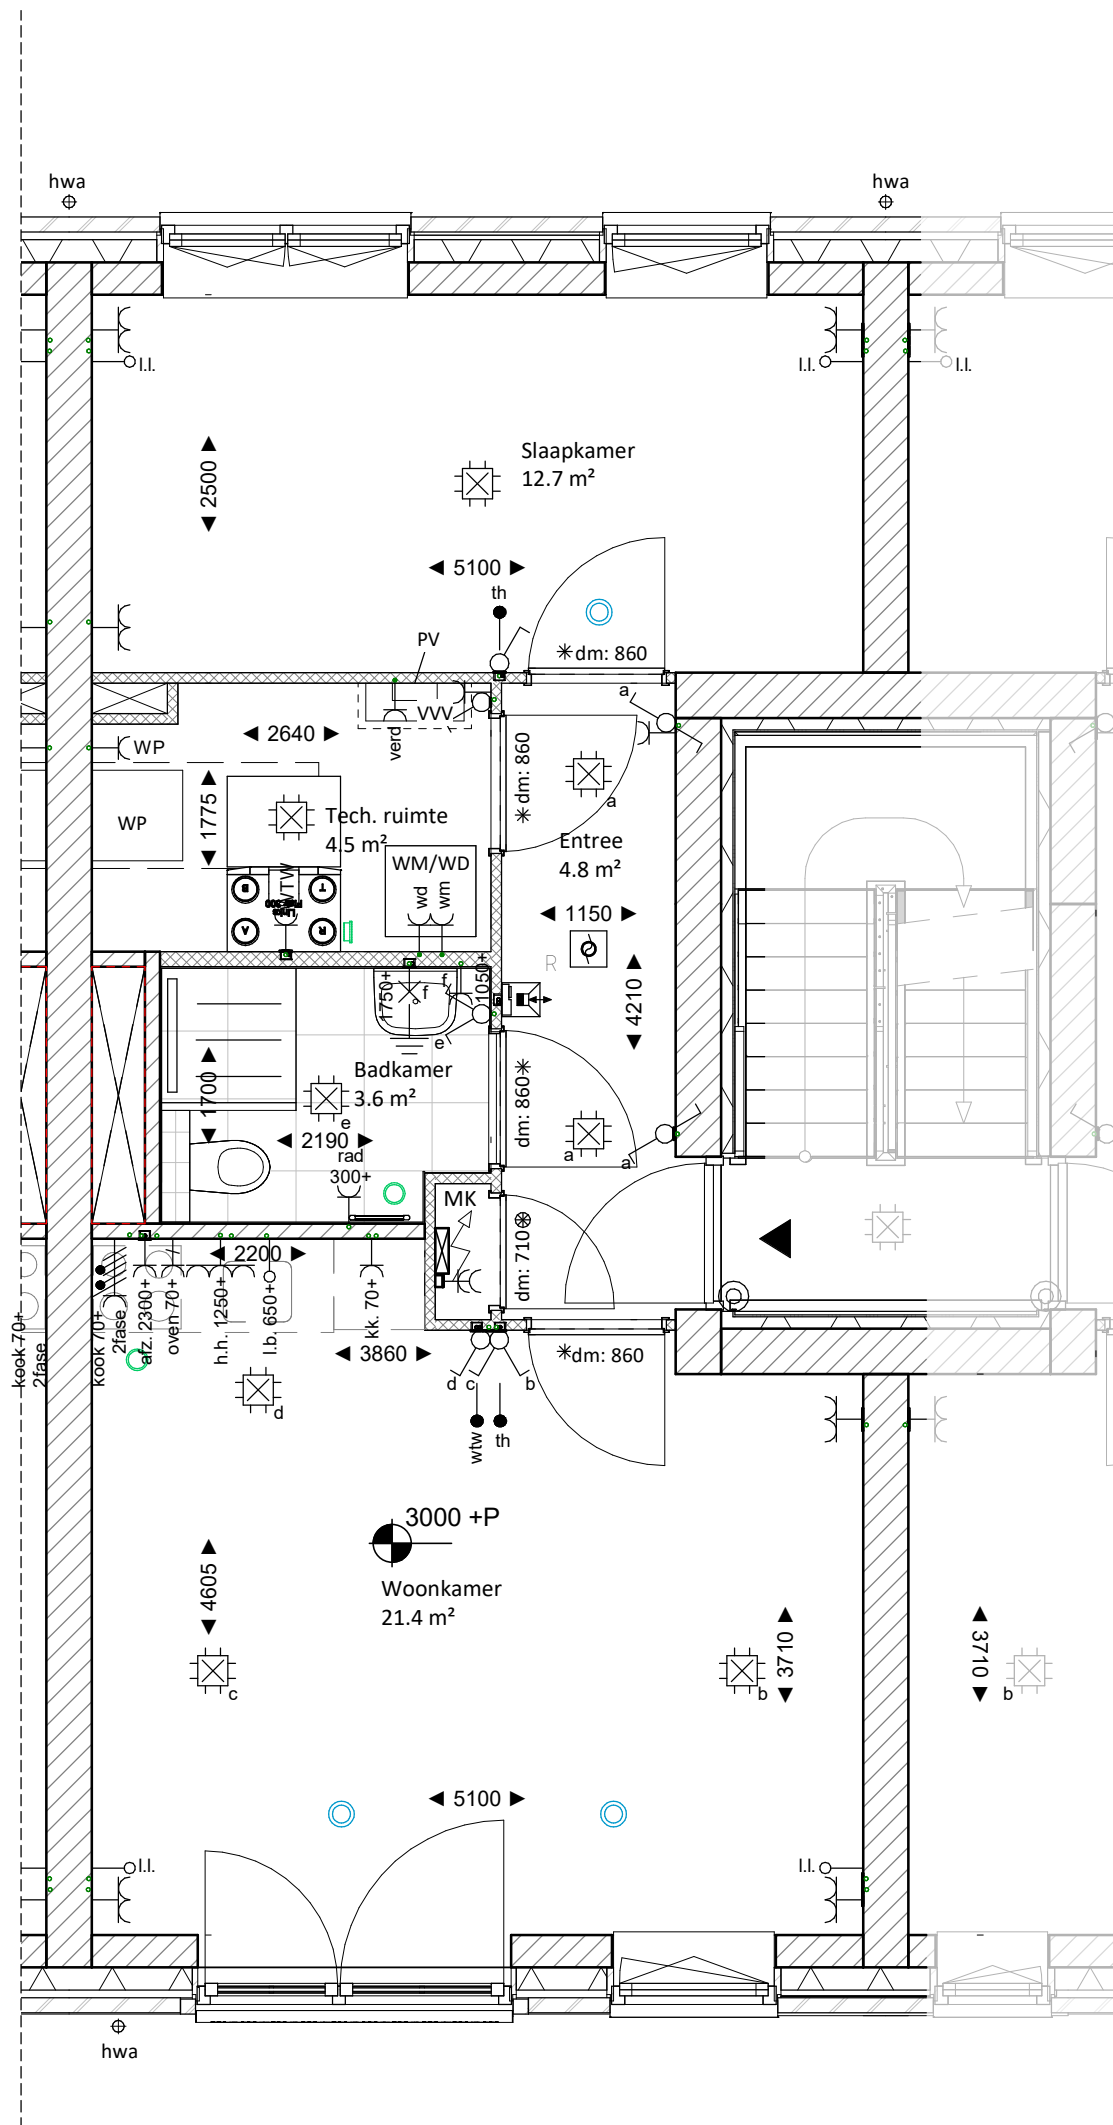 hwa
hwa
l.l.
l.l.
l.l.
Slaapkamer
12.7 m²
2500
5100
th
PV
dm: 860
a
VVV
WP
2640
verd
dm: 860
a
1775
WP
Tech. ruimte
4.5 m²
Entree
4.8 m²
WTW
WM/WD
wd
wm
B
T
A
R
Links
1150
R
1750+
f
f
1050+
4210
e
Badkamer
3.6 m²
1700
e
2190
rad
300+
dm: 860
a
a
MK
dm: 710
2200
kook 70+
2fase
kook 70+
2fase
afz. 2300+
oven 70+
h.h. 1250+
l.b. 650+
kk. 70+
3860
dm: 860
d
c
b
d
wtw
th
3000 +P
Woonkamer
21.4 m²
4605
3710
3710
c
b
b
5100
l.l.
l.l.
hwa